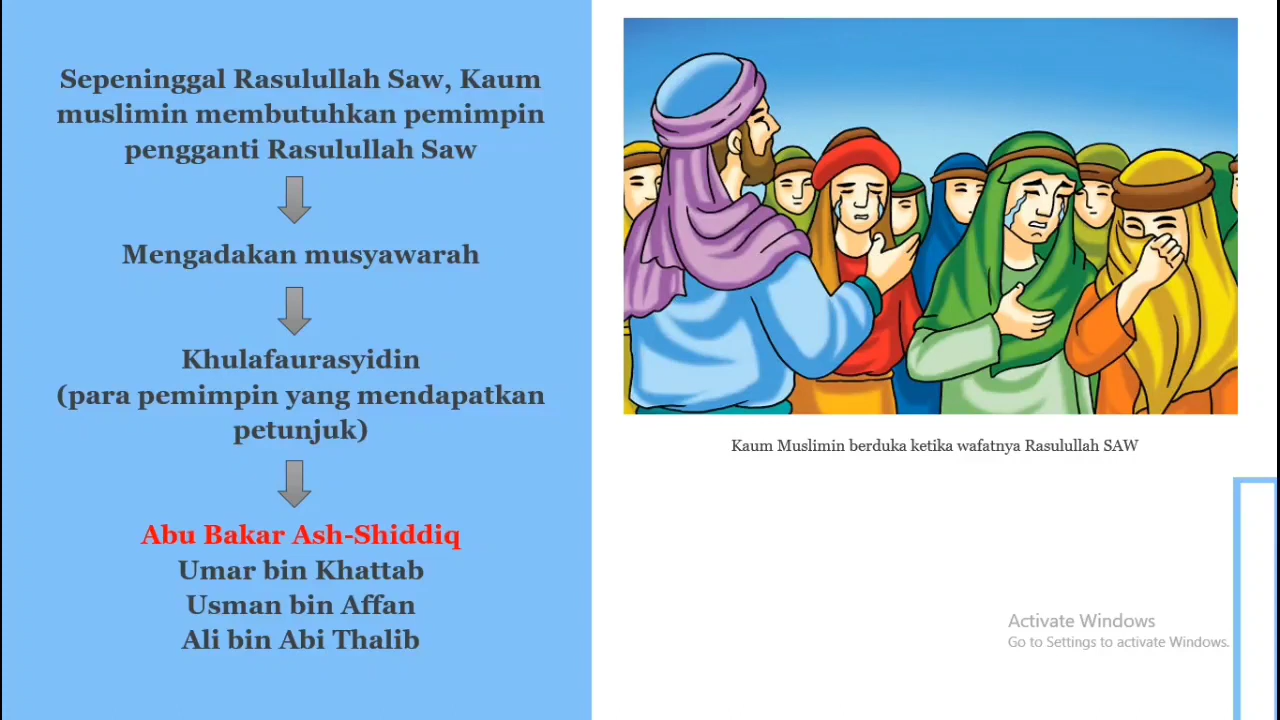 Sepeninggal Rasulullah Saw, Kaum
muslimin membutuhkan pemimpin
pengganti Rasulullah Saw
Mengadakan musyawarah
Khulafaurasyidin
(para pemimpin yang mendapatkan
petunjuk)
Abu Bakar Ash-Shiddiq
Umar bin Khattab
Usman bin Affan
Ali bin Abi Thalib
Kaum Muslimin berduka ketika wafatnya Rasulullah SAW
Activate Windows
Go to Settings to activate Windows.